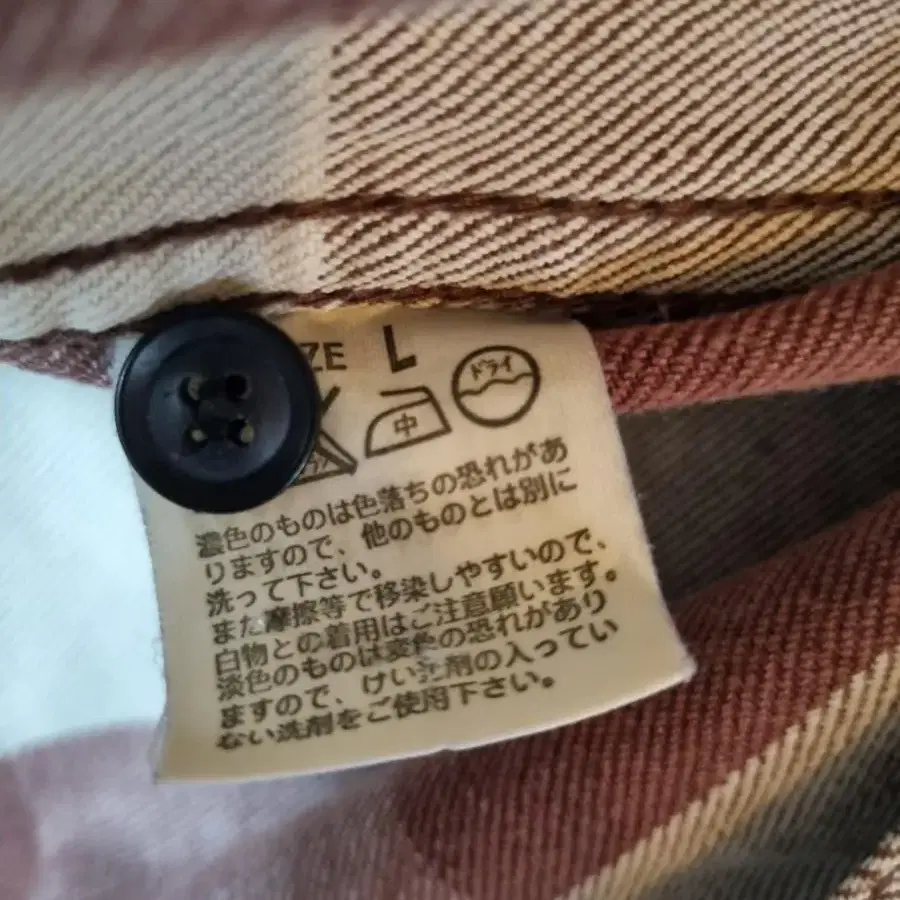 ZE L
ドライ
中
濃色のものは色落ちの恐れがあ
りますので、他のものとは別に
洗って下さい。
また摩擦等で移染しやすいので、
白物との着用はご注意願います。
淡色のものは変色の恐れがあり
ますので、けい光剤の入ってい
ない洗剤をご使用下さい。